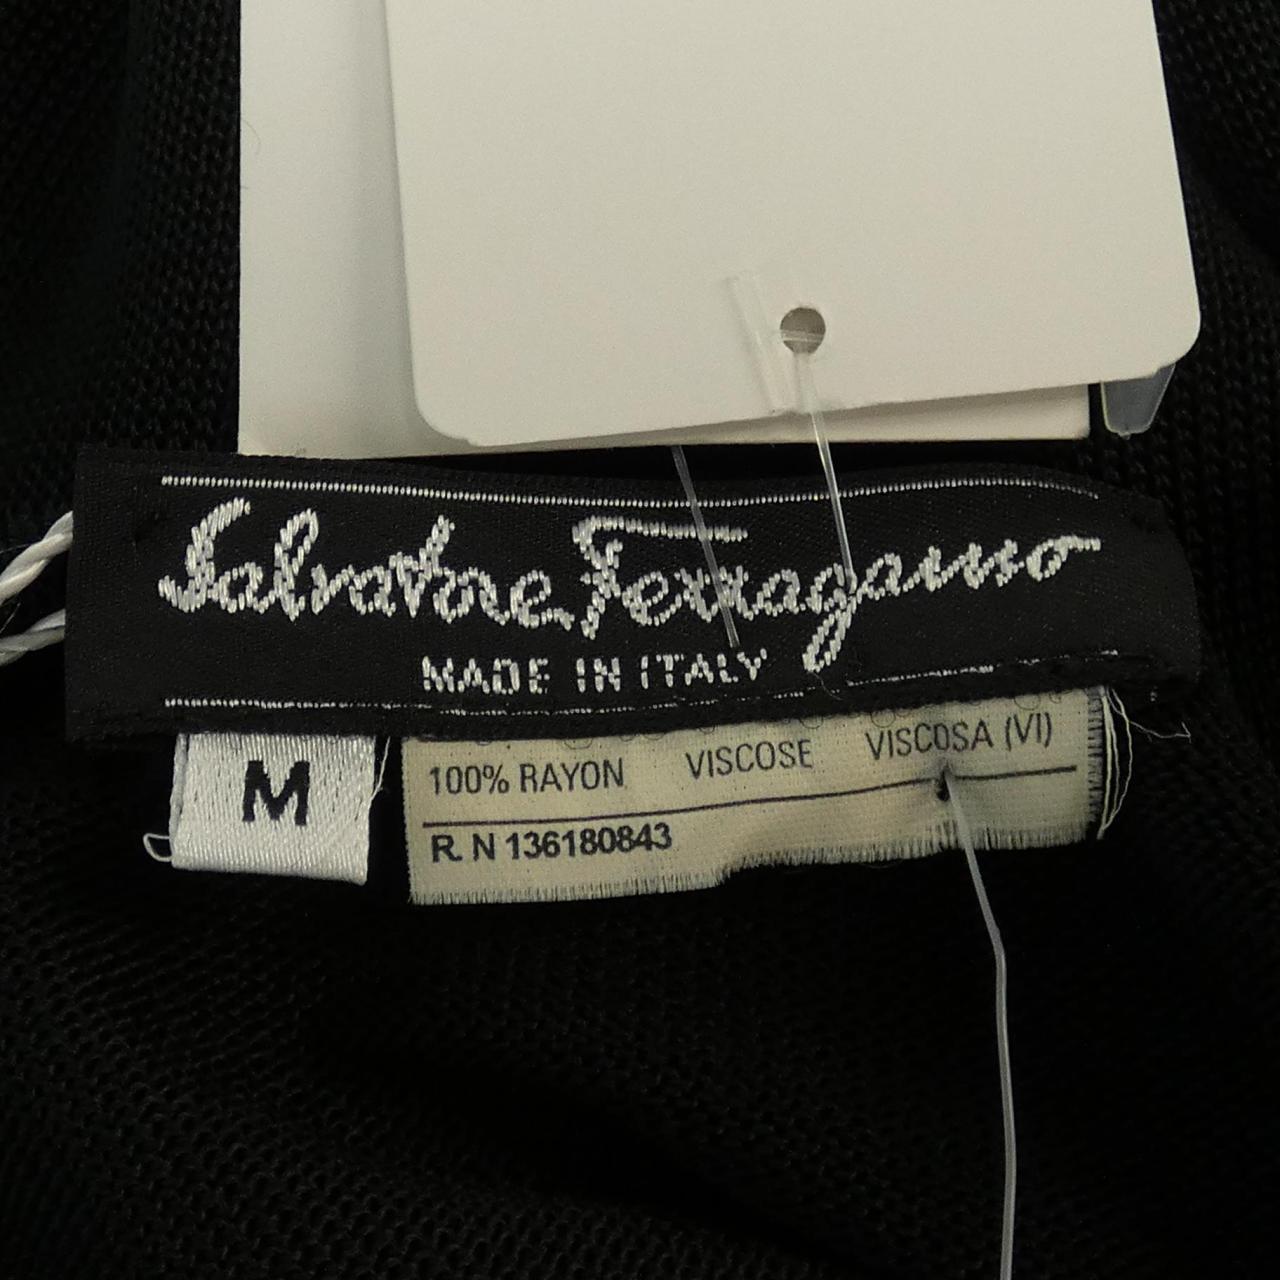 Salvatore Ferragamo
MADE IN ITALY
M
100% RAYON VISCOSE VISCOSA (VI)
R. N 136180843